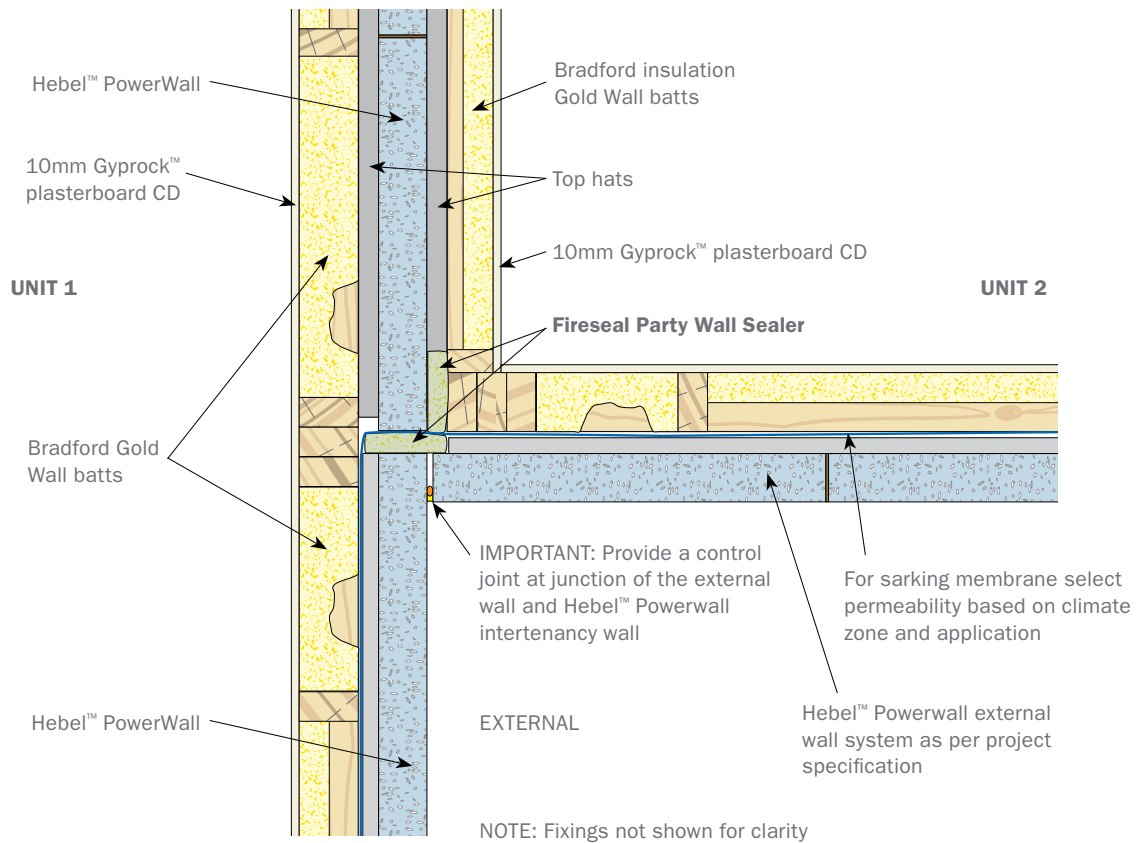 Hebel™ PowerWall
Bradford insulation
Gold Wall batts
10mm Gyprock™
plasterboard CD
Top hats
10mm Gyprock™ plasterboard CD
UNIT 1
UNIT 2
Fireseal Party Wall Sealer
Bradford Gold
Wall batts
IMPORTANT: Provide a control
joint at junction of the external
wall and Hebel™ Powerwall
intertenancy wall
For sarking membrane select
permeability based on climate
zone and application
Hebel™ PowerWall
EXTERNAL
Hebel™ Powerwall external
wall system as per project
specification
NOTE: Fixings not shown for clarity